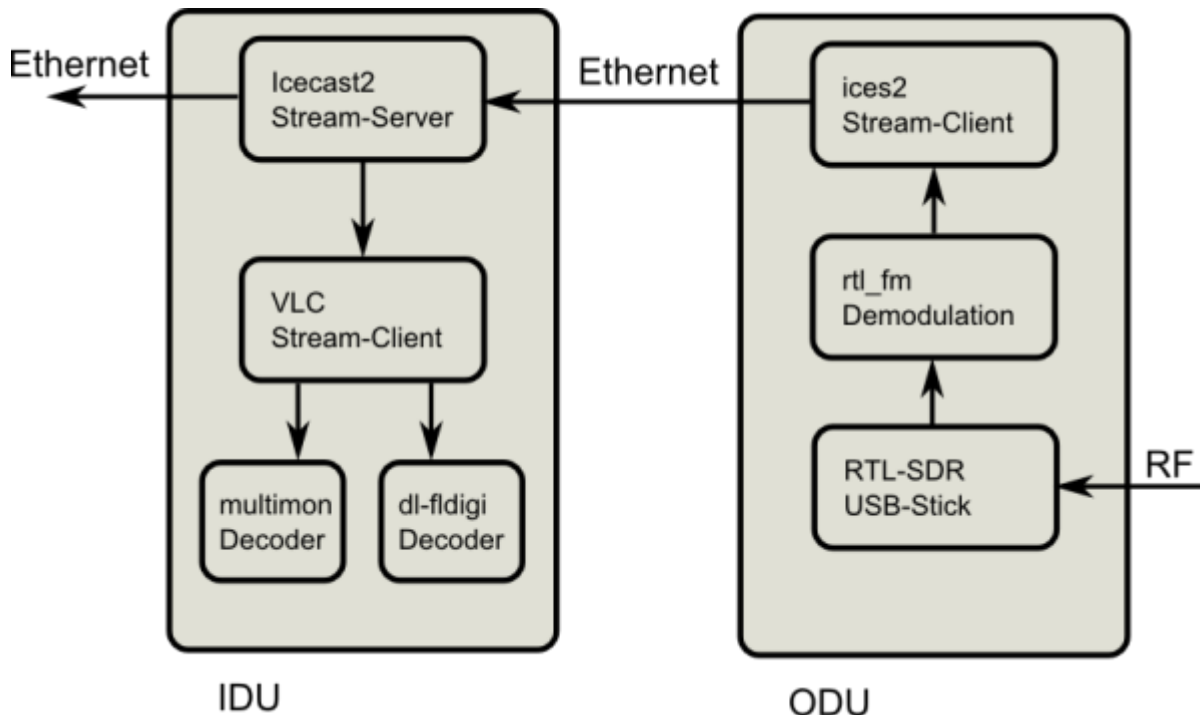 Ethernet
Icecast2
Stream-Server
VLC
Stream-Client
multimon
Decoder
dl-fldigi
Decoder
IDU
Ethernet
ices2
Stream-Client
rtl_fm
Demodulation
RTL-SDR
USB-Stick
RF
ODU